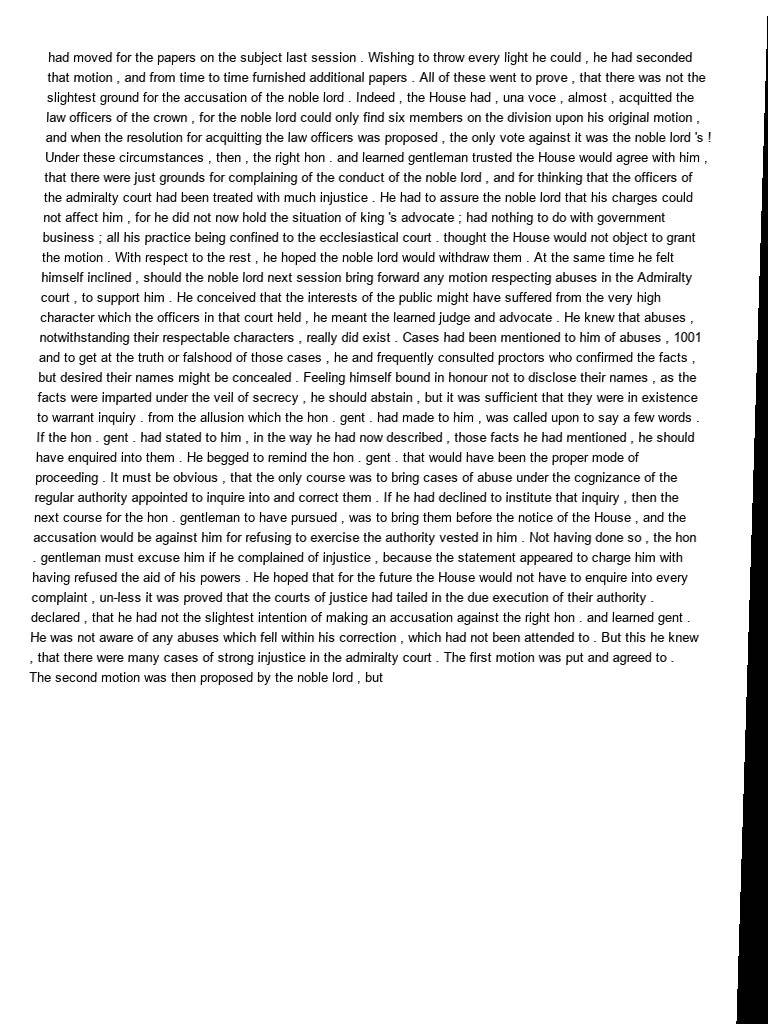 had moved for the papers on the subject last session . Wishing to throw every light he could , he had seconded
that motion , and from time to time furnished additional papers . All of these went to prove , that there was not the
slightest ground for the accusation of the noble lord . Indeed , the House had , una voce , almost , acquitted the
law officers of the crown , for the noble lord could only find six members on the division upon his original motion ,
and when the resolution for acquitting the law officers was proposed , the only vote against it was the noble lord 's !
Under these circumstances , then , the right hon . and learned gentleman trusted the House would agree with him ,
that there were just grounds for complaining of the conduct of the noble lord , and for thinking that the officers of
the admiralty court had been treated with much injustice . He had to assure the noble lord that his charges could
not affect him , for he did not now hold the situation of king 's advocate ; had nothing to do with government
business ; all his practice being confined to the ecclesiastical court . thought the House would not object to grant
the motion . With respect to the rest , he hoped the noble lord would withdraw them . At the same time he felt
himself inclined , should the noble lord next session bring forward any motion respecting abuses in the Admiralty
court , to support him . He conceived that the interests of the public might have suffered from the very high
character which the officers in that court held , he meant the learned judge and advocate . He knew that abuses ,
notwithstanding their respectable characters , really did exist . Cases had been mentioned to him of abuses , 1001
and to get at the truth or falshood of those cases , he and frequently consulted proctors who confirmed the facts ,
but desired their names might be concealed . Feeling himself bound in honour not to disclose their names , as the
facts were imparted under the veil of secrecy , he should abstain , but it was sufficient that they were in existence
to warrant inquiry . from the allusion which the hon . gent . had made to him , was called upon to say a few words .
If the hon . gent . had stated to him , in the way he had now described , those facts he had mentioned , he should
have enquired into them . He begged to remind the hon . gent . that would have been the proper mode of
proceeding . It must be obvious , that the only course was to bring cases of abuse under the cognizance of the
regular authority appointed to inquire into and correct them . If he had declined to institute that inquiry , then the
next course for the hon . gentleman to have pursued , was to bring them before the notice of the House , and the
accusation would be against him for refusing to exercise the authority vested in him . Not having done so , the hon
. gentleman must excuse him if he complained of injustice , because the statement appeared to charge him with
having refused the aid of his powers . He hoped that for the future the House would not have to enquire into every
complaint , un-less it was proved that the courts of justice had tailed in the due execution of their authority .
declared , that he had not the slightest intention of making an accusation against the right hon . and learned gent .
He was not aware of any abuses which fell within his correction , which had not been attended to . But this he knew
, that there were many cases of strong injustice in the admiralty court . The first motion was put and agreed to .
The second motion was then proposed by the noble lord , but